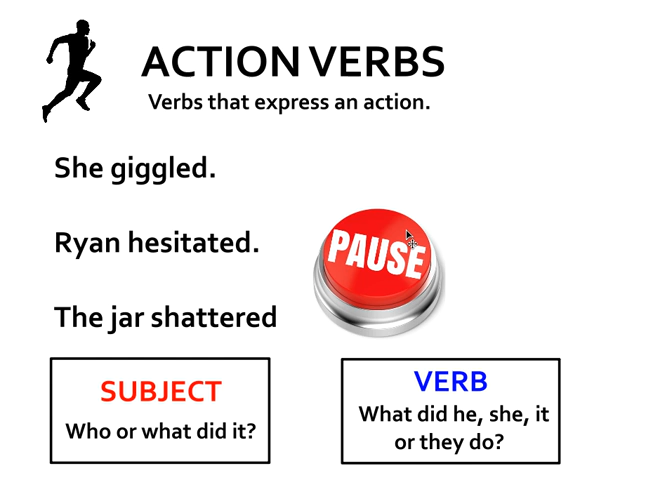 ACTION VERBS
Verbs that express an action.
She giggled.
Ryan hesitated.
PAUSE
The jar shattered
SUBJECT
Who or what did it?
VERB
What did he, she, it
or they do?